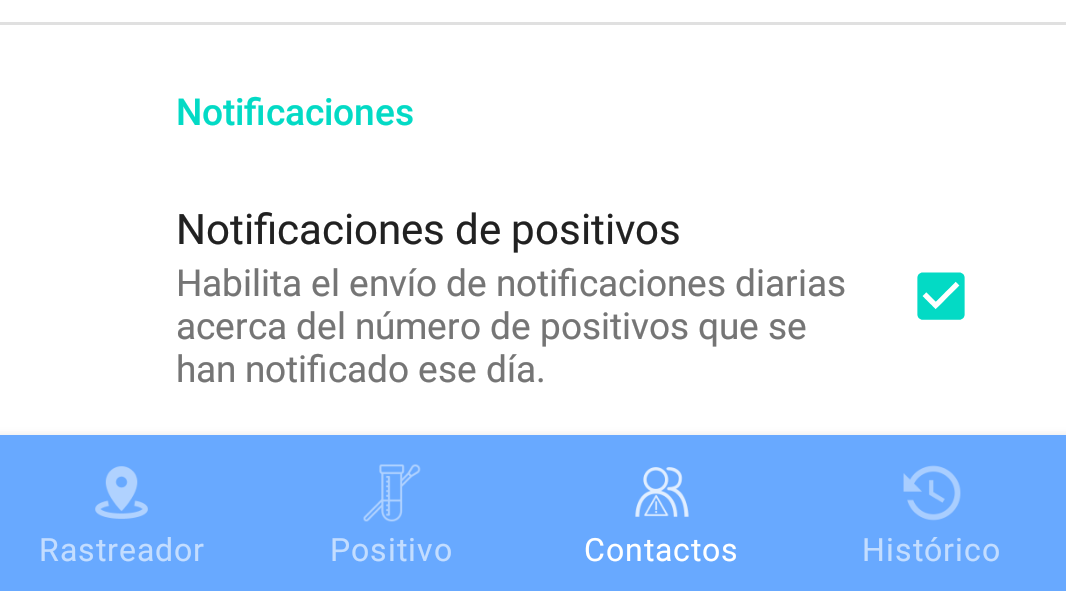 Notificaciones
Notificaciones de positivos
Habilita el envío de notificaciones diarias
acerca del número de positivos que se
han notificado ese día.
Rastreador
Positivo
Contactos
Histórico